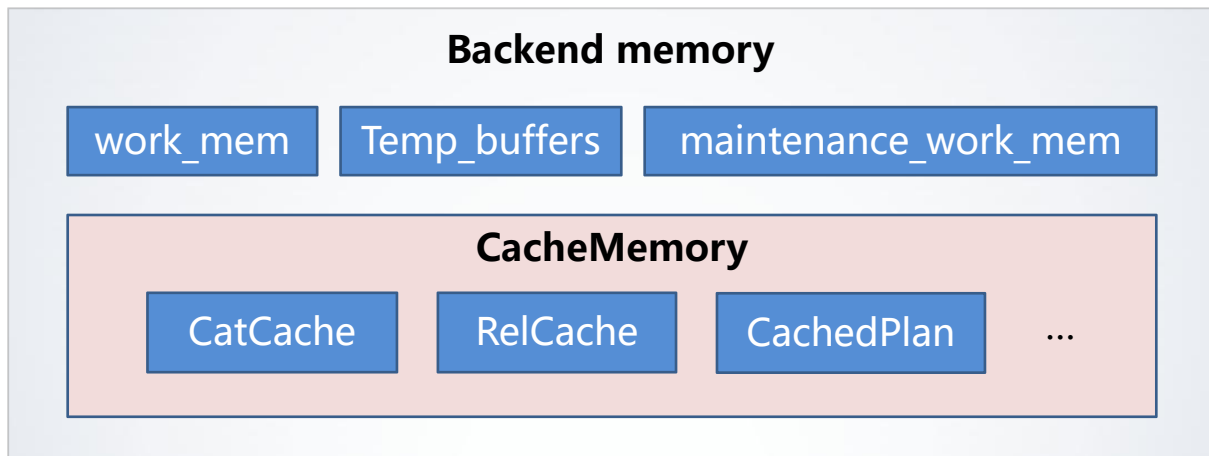 Backend memory
work_mem Temp_buffers maintenance_work_mem
CacheMemory
CatCache RelCache CachedPlan ...